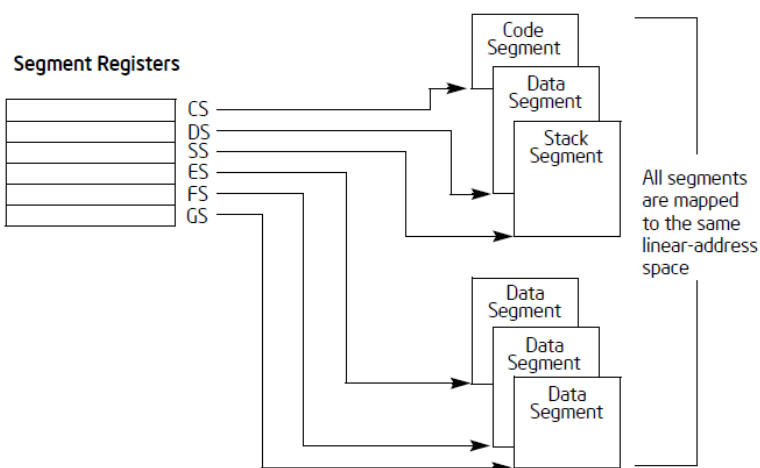 Segment Registers
CS
DS
SS
ES
FS
GS
Code
Segment
Data
Segment
Stack
Segment
Data
Segment
Data
Segment
Data
Segment
All segments
are mapped
to the same
linear-address
space